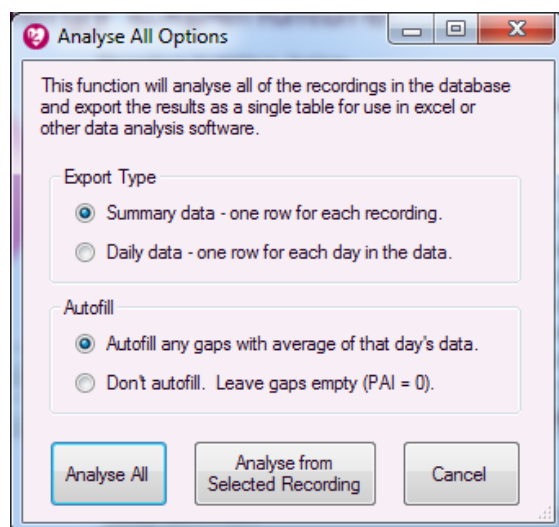 Analyse All Options
This function will analyse all of the recordings in the database
and export the results as a single table for use in excel or
other data analysis software.
Export Type
Summary data - one row for each recording.
Daily data - one row for each day in the data.
Autofill
Autofill any gaps with average of that day's data.
Don't autofill.  Leave gaps empty (PAI = 0).
Analyse All
Analyse from
Selected Recording
Cancel